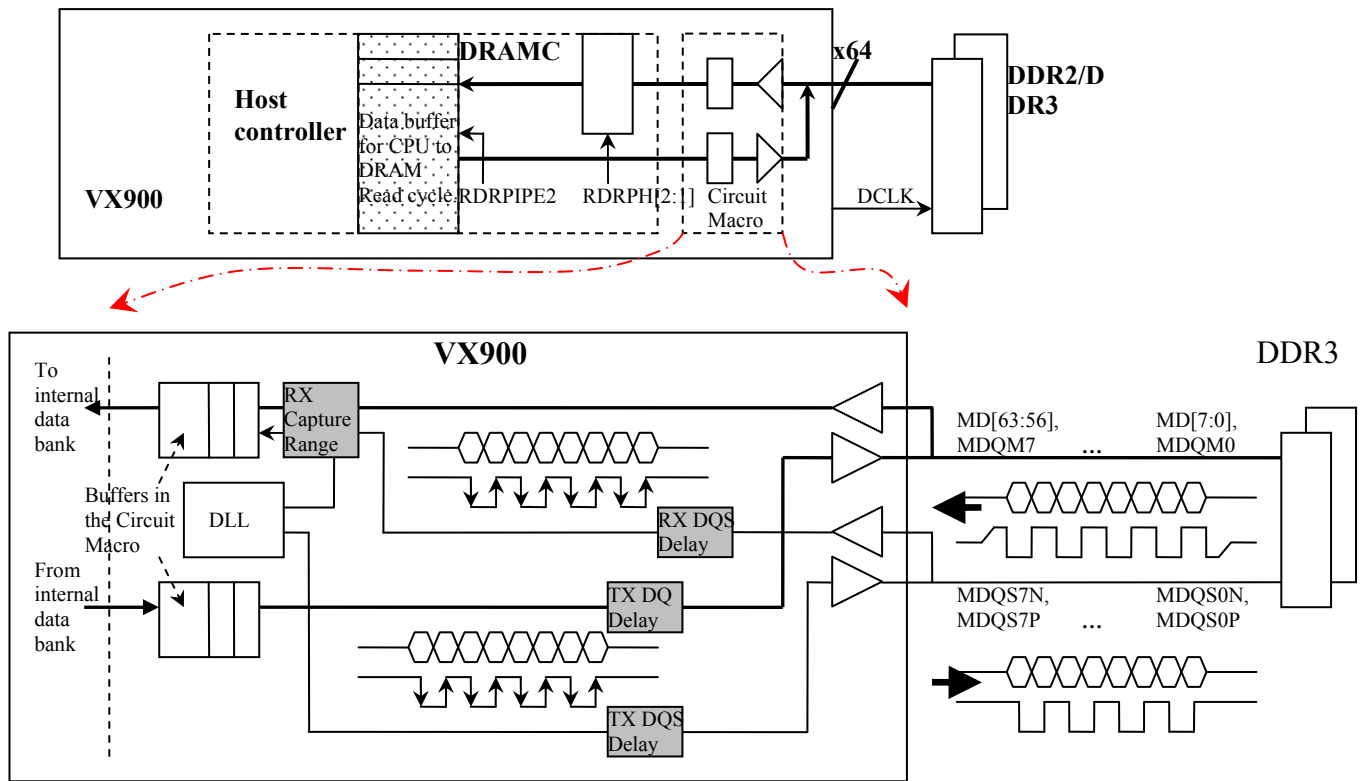 DRAMC
x64
DDR2/D
DR3
Host
controller
Data buffer
for CPU to
DRAM
Read cycle
RDRPIPE2
RDRPH[2:1]
Circuit
Macro
DCLK
VX900
VX900
DDR3
To
internal
data
bank
RX
Capture
Range
MD[63:56],
MDQM7
...
MD[7:0],
MDQM0
Buffers in
the Circuit
Macro
DLL
RX DQS
Delay
From
internal
data
bank
TX DQ
Delay
MDQS7N,
MDQS7P
...
MDQS0N,
MDQS0P
TX DQS
Delay